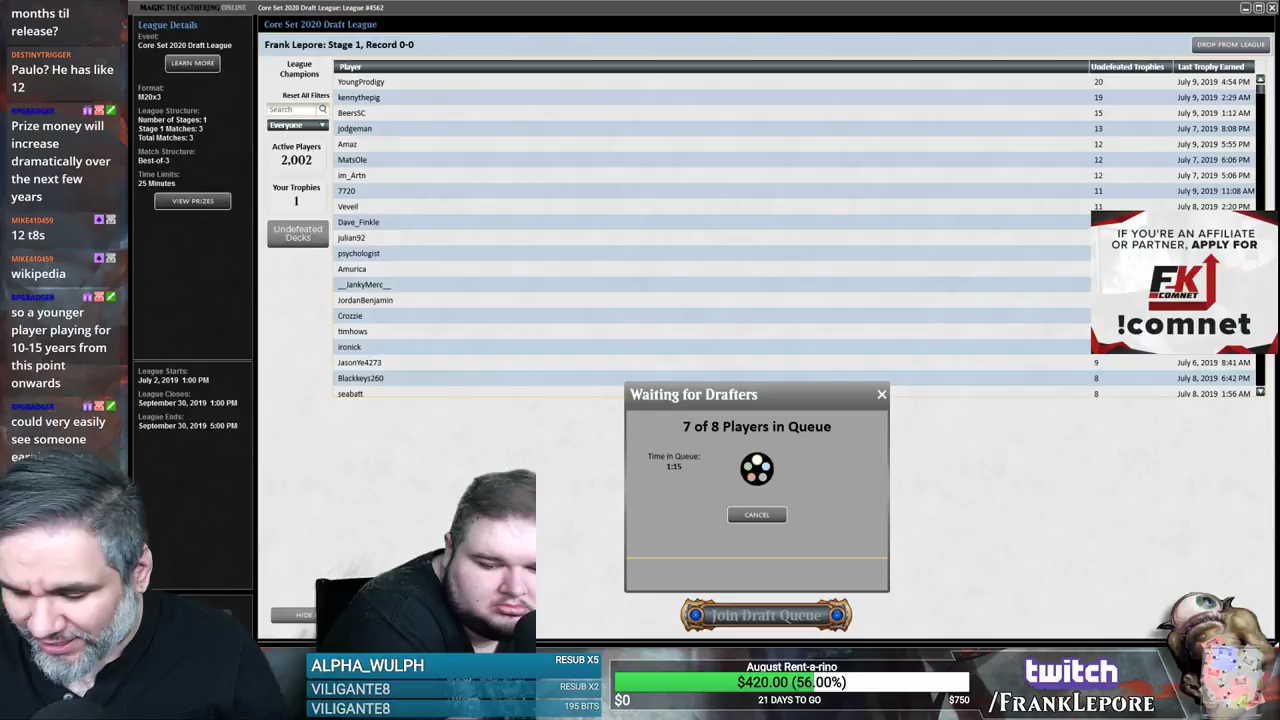 months til
release?
DESTINYTRIGGER
Paulo? He has like
12
RPGBADGER
Prize money will
increase
dramatically over
the next few
years
MIKE410459
12 t8s
MIKE410459
wikipedia
RPGBADGER
so a younger
player playing for
10-15 years from
this point
onwards
RPGBADGER
could very easily
see someone
MAGIC THE GATHERING ONLINE
Core Set 2020 Draft League: League #4562
League Details
Event:
Core Set 2020 Draft League
LEARN MORE
Format:
M20x3
League Structure:
Number of Stages: 1
Stage 1 Matches: 3
Total Matches: 3
Match Structure:
Best-of-3
Time Limits:
25 Minutes
VIEW PRIZES
League Starts:
July 2, 2019 1:00 PM
League Closes:
September 30, 2019 1:00 PM
League Ends:
September 30, 2019 5:00 PM
Core Set 2020 Draft League
Frank Lepore: Stage 1, Record 0-0
DROP FROM LEAGUE
League
Champions
Reset All Filters
Search
Everyone
Active Players
2,002
Your Trophies
1
Undefeated
Decks
HIDE
Player Undefeated Trophies Last Trophy Earned
YoungProdigy 20 July 9, 2019 4:54 PM
kennythepig 19 July 9, 2019 2:29 AM
BeersSC 15 July 9, 2019 1:12 AM
jodgeman 13 July 7, 2019 8:08 PM
Amaz 12 July 9, 2019 5:55 PM
MatsOle 12 July 7, 2019 6:06 PM
im_Artn 12 July 7, 2019 5:06 PM
7720 11 July 9, 2019 11:08 AM
Veveil 11 July 8, 2019 2:20 PM
Dave_Finkle
julian92
psychologist
Amurica
__JankyMerc__
JordanBenjamin
Crozzie
timhows
ironick
JasonYe4273 9 July 6, 2019 8:41 PM
Blackkeys260 8 July 8, 2019 6:42 PM
seabatt 8 July 8, 2019 1:56 AM
IF YOU'RE AN AFFILIATE
OR PARTNER, APPLY FOR
FK
COMNET
!comnet
Waiting for Drafters
7 of 8 Players in Queue
Time in Queue:
1:15
CANCEL
Join Draft Queue
ALPHA_WULPH RESUB X5
VILIGANTE8 RESUB X2
VILIGANTE8 195 BITS
August Rent-a-rino
$420.00 (56.00%)
$0 21 DAYS TO GO $750
twitch
/FRANKLEPORE